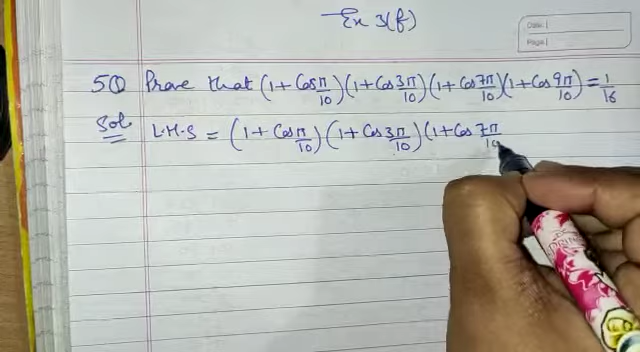 Ex 3(f)
Date:
Page:
5Q Prove that (1 + Cos π/10)(1 + Cos 3π/10)(1 + Cos 7π/10)(1 + Cos 9π/10) = 1/16
Sol L.H.S = (1 + Cos π/10)(1 + Cos 3π/10)(1 + Cos 7π/10